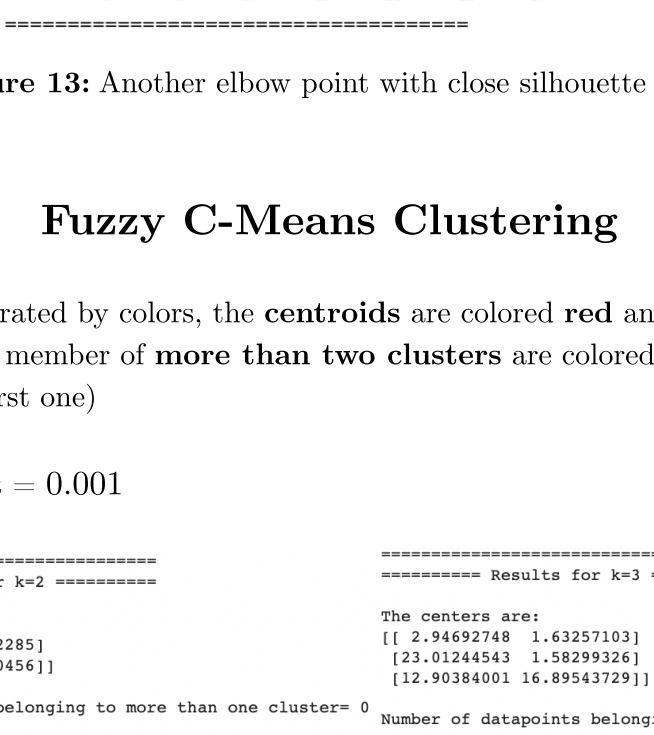 =====================================
ure 13: Another elbow point with close silhouette
Fuzzy C-Means Clustering
rated by colors, the centroids are colored red an
member of more than two clusters are colored
rst one)
= 0.001
================
r k=2 ==========
2285]
0456]]
belonging to more than one cluster= 0
============================
========== Results for k=3 =
The centers are:
[[ 2.94692748 1.63257103]
[23.01244543 1.58299326]
[12.90384001 16.89543729]]
Number of datapoints belongi